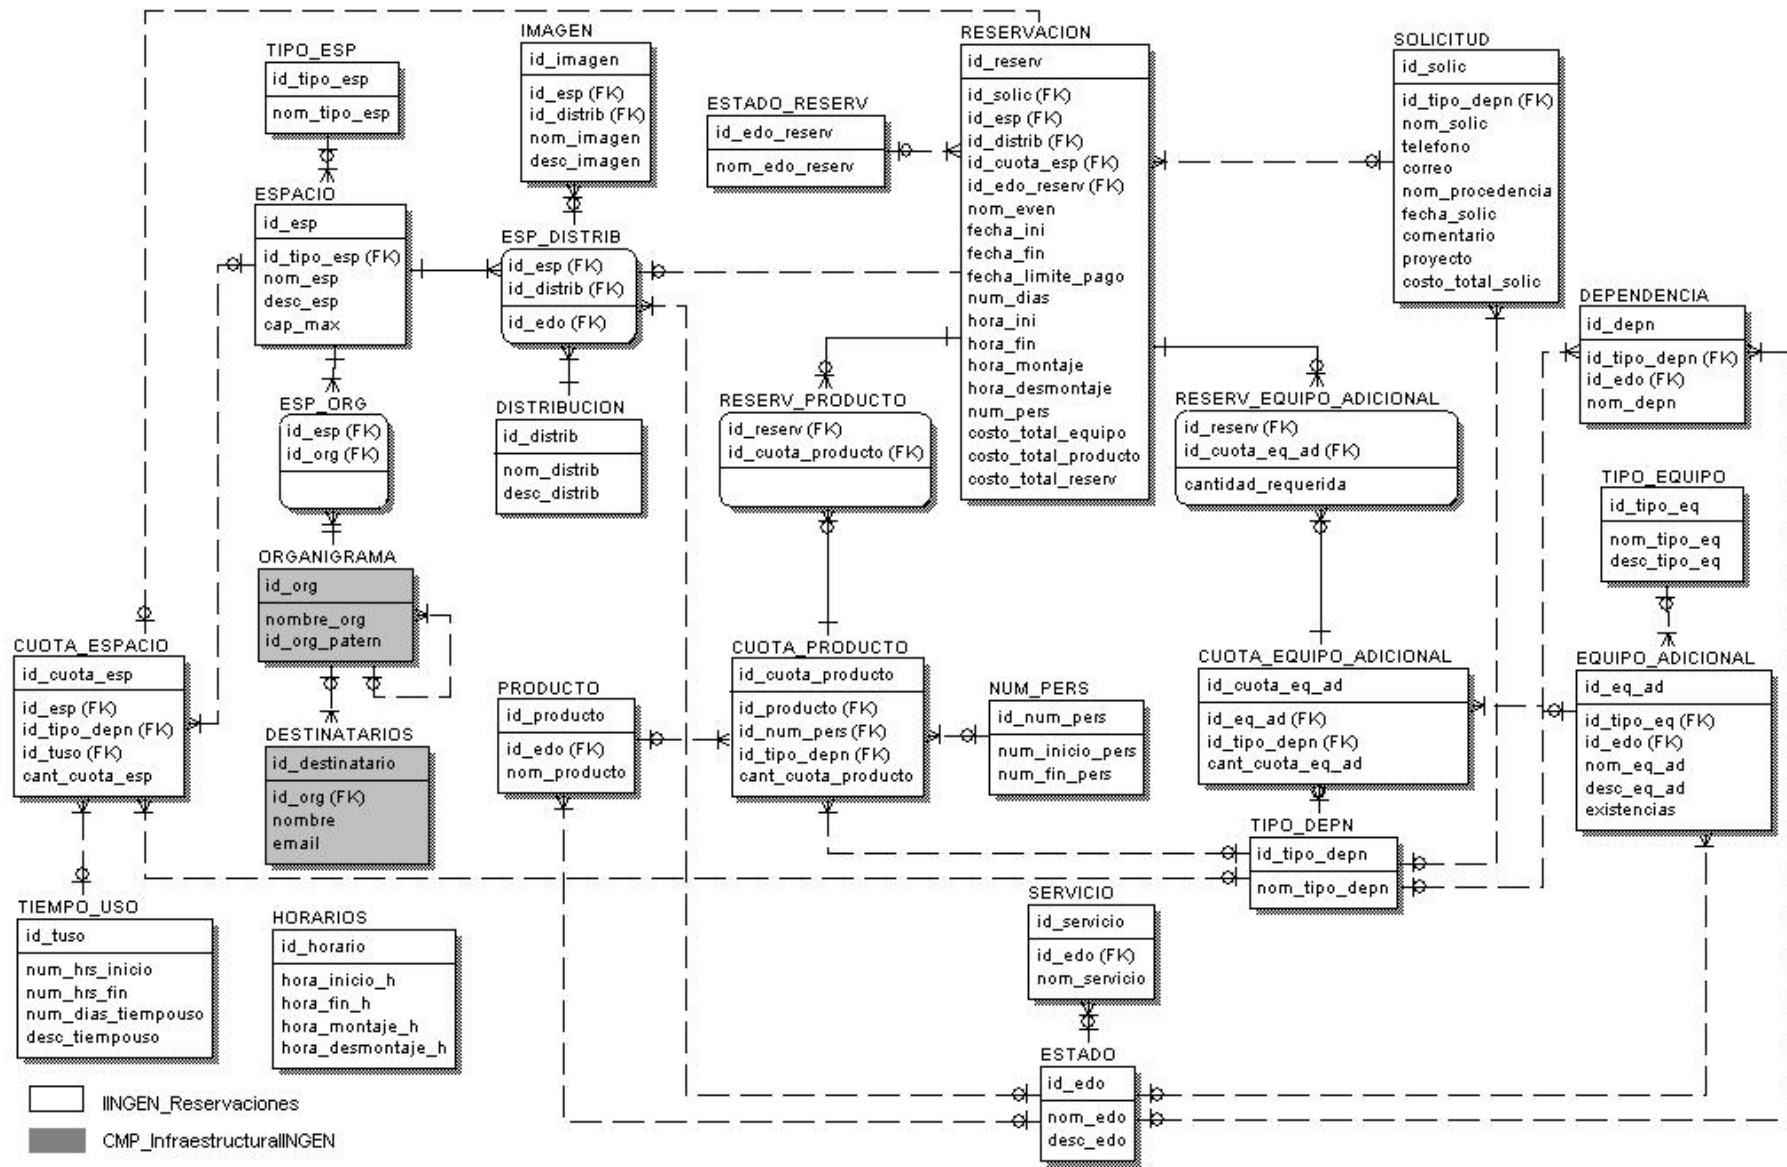 TIPO_ESP
id_tipo_esp
nom_tipo_esp
IMAGEN
id_imagen
id_esp (FK)
id_distrib (FK)
nom_imagen
desc_imagen
ESTADO_RESERV
id_edo_reserv
nom_edo_reserv
RESERVACION
id_reserv
id_solic (FK)
id_esp (FK)
id_distrib (FK)
id_cuota_esp (FK)
id_edo_reserv (FK)
nom_even
fecha_ini
fecha_fin
fecha_limite_pago
num_dias
hora_ini
hora_fin
hora_montaje
hora_desmontaje
num_pers
costo_total_equipo
costo_total_producto
costo_total_reserv
SOLICITUD
id_solic
id_tipo_depn (FK)
nom_solic
telefono
correo
nom_procedencia
fecha_solic
comentario
proyecto
costo_total_solic
ESPACIO
id_esp
id_tipo_esp (FK)
nom_esp
desc_esp
cap_max
ESP_DISTRIB
id_esp (FK)
id_distrib (FK)
id_edo (FK)
DEPENDENCIA
id_depn
id_tipo_depn (FK)
id_edo (FK)
nom_depn
ESP_ORG
id_esp (FK)
id_org (FK)
DISTRIBUCION
id_distrib
nom_distrib
desc_distrib
RESERV_PRODUCTO
id_reserv (FK)
id_cuota_producto (FK)
RESERV_EQUIPO_ADICIONAL
id_reserv (FK)
id_cuota_eq_ad (FK)
cantidad_requerida
TIPO_EQUIPO
id_tipo_eq
nom_tipo_eq
desc_tipo_eq
ORGANIGRAMA
id_org
nombre_org
id_org_patern
CUOTA_ESPACIO
id_cuota_esp
id_esp (FK)
id_tipo_depn (FK)
id_tuso (FK)
cant_cuota_esp
DESTINATARIOS
id_destinatario
id_org (FK)
nombre
email
PRODUCTO
id_producto
id_edo (FK)
nom_producto
CUOTA_PRODUCTO
id_cuota_producto
id_producto (FK)
id_num_pers (FK)
id_tipo_depn (FK)
cant_cuota_producto
NUM_PERS
id_num_pers
num_inicio_pers
num_fin_pers
CUOTA_EQUIPO_ADICIONAL
id_cuota_eq_ad
id_eq_ad (FK)
id_tipo_depn (FK)
cant_cuota_eq_ad
EQUIPO_ADICIONAL
id_eq_ad
id_tipo_eq (FK)
id_edo (FK)
nom_eq_ad
desc_eq_ad
existencias
TIPO_DEPN
id_tipo_depn
nom_tipo_depn
TIEMPO_USO
id_tuso
num_hrs_inicio
num_hrs_fin
num_dias_tiempouso
desc_tiempouso
HORARIOS
id_horario
hora_inicio_h
hora_fin_h
hora_montaje_h
hora_desmontaje_h
SERVICIO
id_servicio
id_edo (FK)
nom_servicio
ESTADO
id_edo
nom_edo
desc_edo
IINGEN_Reservaciones
CMP_InfraestructuraIINGEN